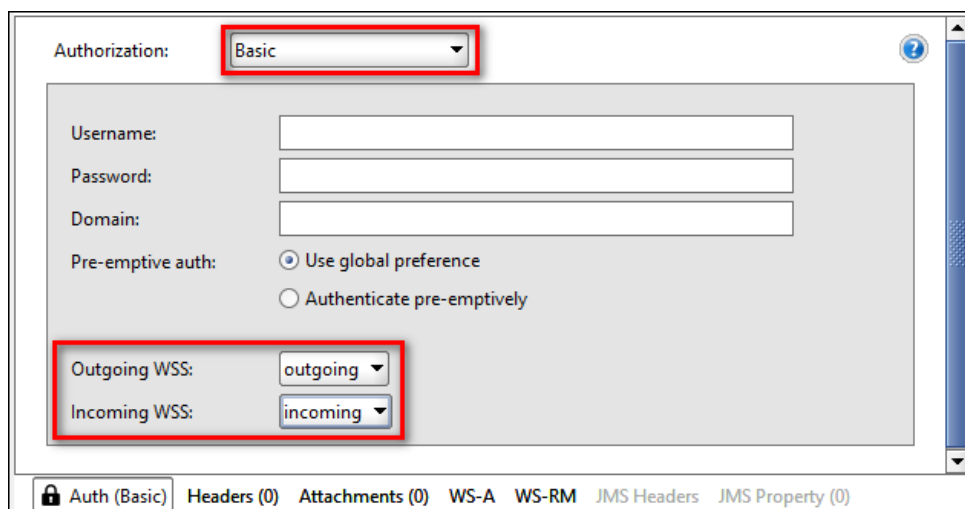 Authorization: Basic ?
Username:
Password:
Domain:
Pre-emptive auth: Use global preference
Authenticate pre-emptively
Outgoing WSS: outgoing
Incoming WSS: incoming
Auth (Basic) Headers (0) Attachments (0) WS-A WS-RM JMS Headers JMS Property (0)